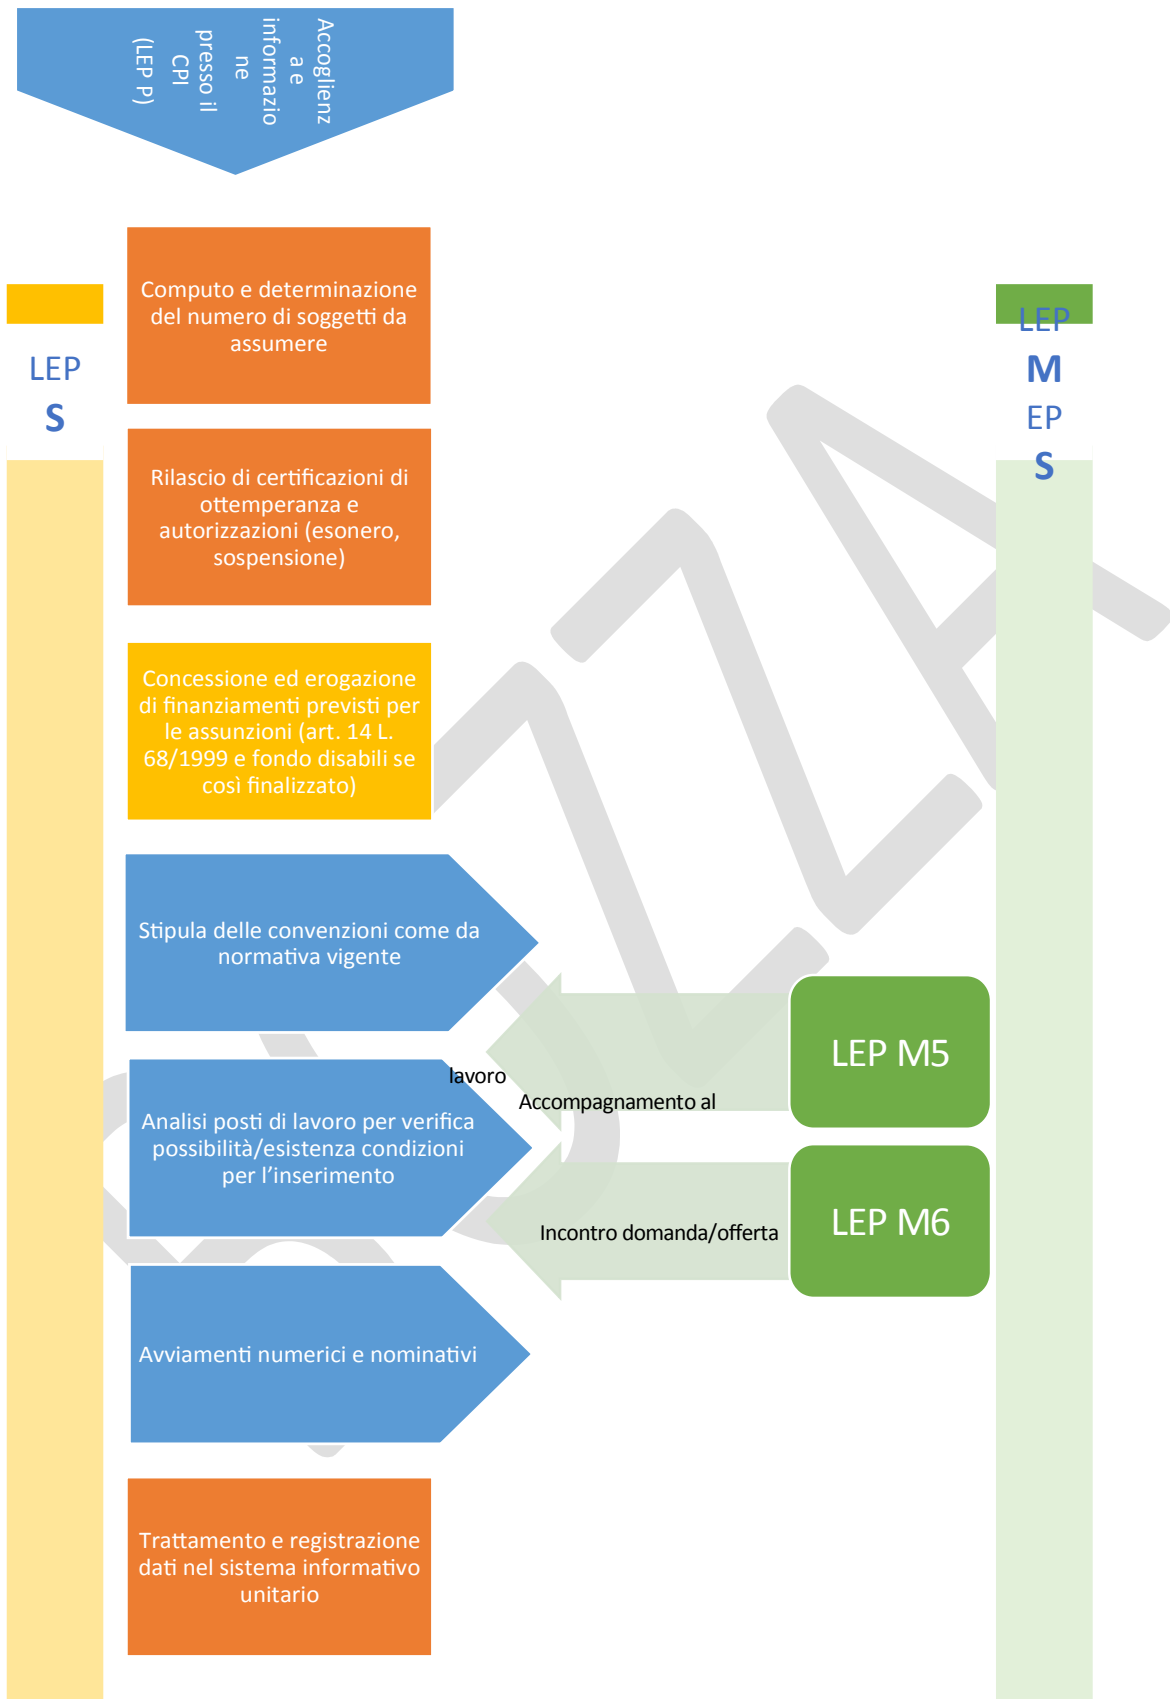 Accoglienz
a e
informazio
ne
presso il
CPI
(LEP P)
Computo e determinazione
del numero di soggetti da
assumere
LEP
S
LEP
M
EP
S
Rilascio di certificazioni di
ottemperanza e
autorizzazioni (esonero,
sospensione)
Concessione ed erogazione
di finanziamenti previsti per
le assunzioni (art. 14 L.
68/1999 e fondo disabili se
così finalizzato)
Stipula delle convenzioni come da
normativa vigente
LEP M5
lavoro
Accompagnamento al
Analisi posti di lavoro per verifica
possibilità/esistenza condizioni
per l’inserimento
LEP M6
Incontro domanda/offerta
Avviamenti numerici e nominativi
Trattamento e registrazione
dati nel sistema informativo
unitario